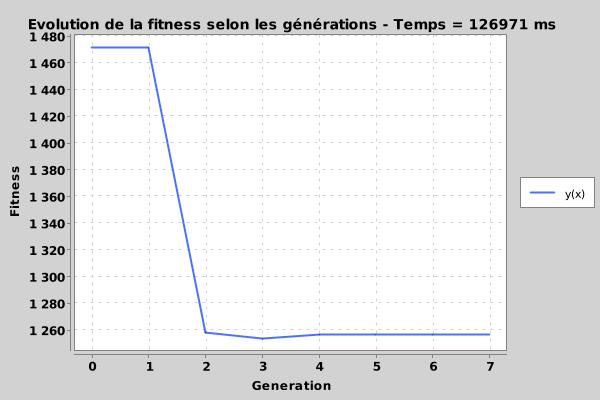 Evolution de la fitness selon les générations - Temps = 126971 ms
1 480
1 460
1 440
1 420
1 400
1 380
1 360
1 340
1 320
1 300
1 280
1 260
Fitness
y(x)
0 1 2 3 4 5 6 7
Generation